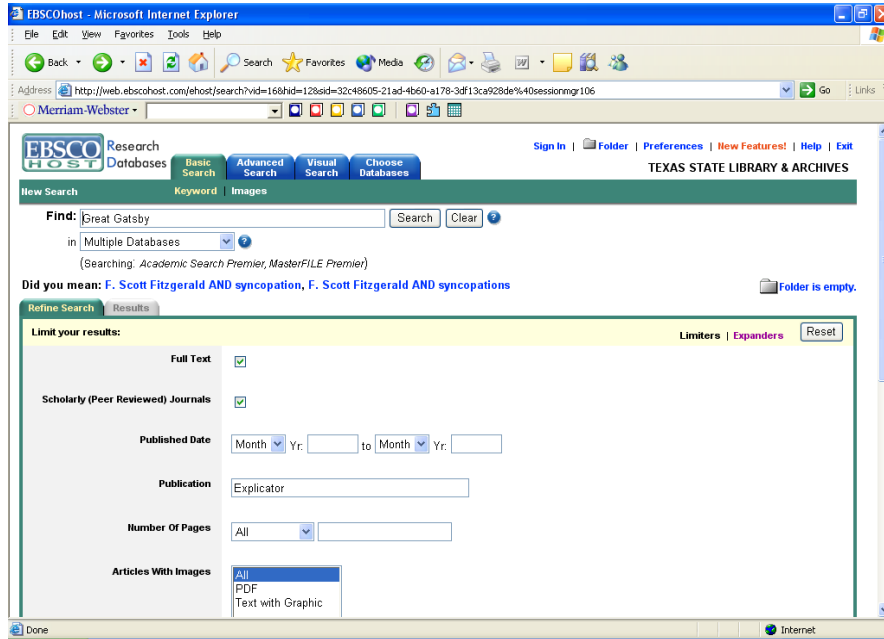 EBSCOhost - Microsoft Internet Explorer
File Edit View Favorites Tools Help
Back Search Favorites Media
Address http://web.ebscohost.com/ehost/search?vid=16&hid=12&sid=32c48605-21ad-4b60-a178-3df13ca928de%40sessionmgr106 Go Links
Merriam-Webster
EBSCO HOST Research Databases
Basic Search Advanced Search Visual Search Choose Databases
Sign In | Folder | Preferences | New Features! | Help | Exit
TEXAS STATE LIBRARY & ARCHIVES
New Search Keyword | Images
Find: Great Gatsby Search Clear ?
in Multiple Databases ?
(Searching: Academic Search Premier, MasterFILE Premier)
Did you mean: F. Scott Fitzgerald AND syncopation, F. Scott Fitzgerald AND syncopations Folder is empty.
Refine Search Results
Limit your results: Limiters | Expanders Reset
Full Text
Scholarly (Peer Reviewed) Journals
Published Date Month Yr: to Month Yr:
Publication Explicator
Number Of Pages All
Articles With Images All
PDF
Text with Graphic
Done Internet